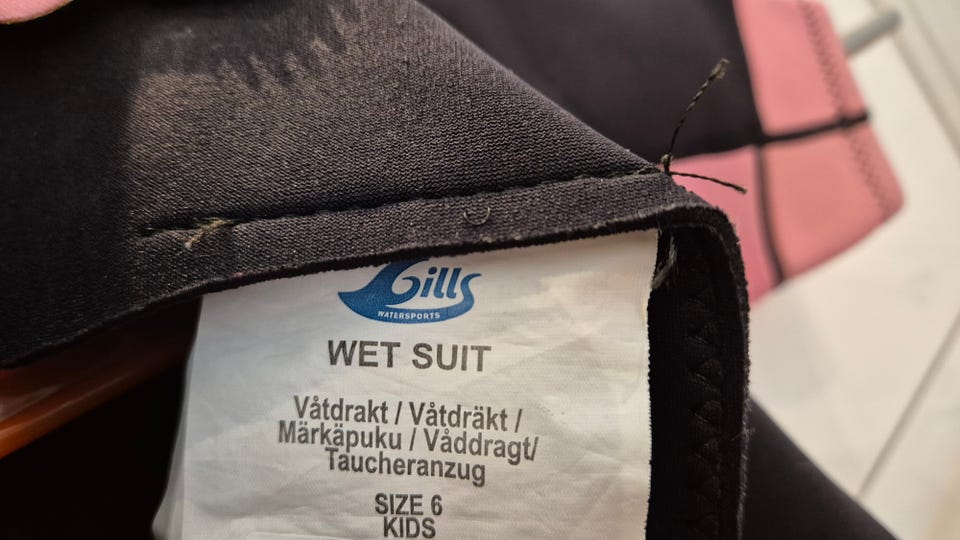 Gills
WATERSPORTS
WET SUIT
Våtdrakt / Våtdräkt /
Märkäpuku / Våddragt/
Taucheranzug
SIZE 6
KIDS